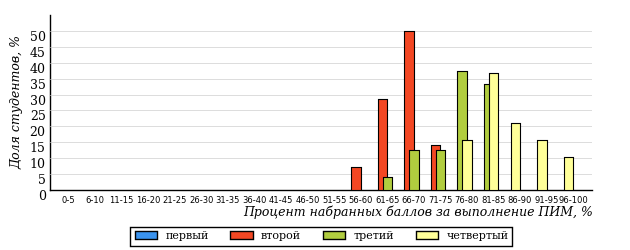 Доля студентов, %
50
45
40
35
30
25
20
15
10
5
0
0-5 6-10 11-15 16-20 21-25 26-30 31-35 36-40 41-45 46-50 51-55 56-60 61-65 66-70 71-75 76-80 81-85 86-90 91-95 96-100
Процент набранных баллов за выполнение ПИМ, %
первый второй третий четвертый